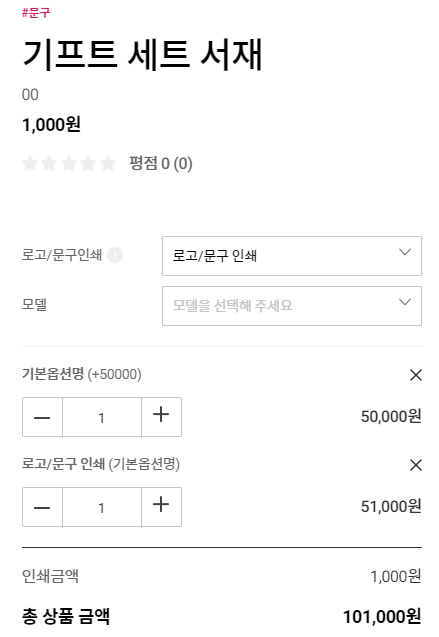 #문구
기프트 세트 서재
00
1,000원
평점 0 (0)
로고/문구인쇄 !
로고/문구 인쇄
모델
모델을 선택해 주세요
기본옵션명 (+50000)
1
50,000원
로고/문구 인쇄 (기본옵션명)
1
51,000원
인쇄금액
1,000원
총 상품 금액
101,000원